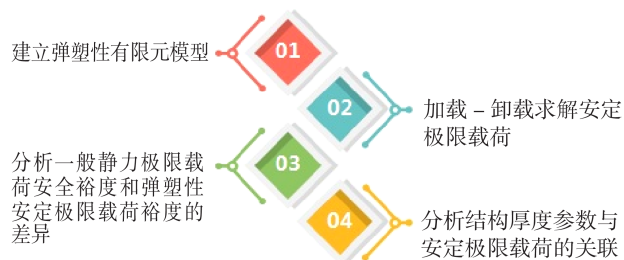 建立弹塑性有限元模型
01
02
加载－卸载求解安定
极限载荷
分析一般静力极限载
荷安全裕度和弹塑性
安定极限载荷裕度的
差异
03
04
分析结构厚度参数与
安定极限载荷的关联